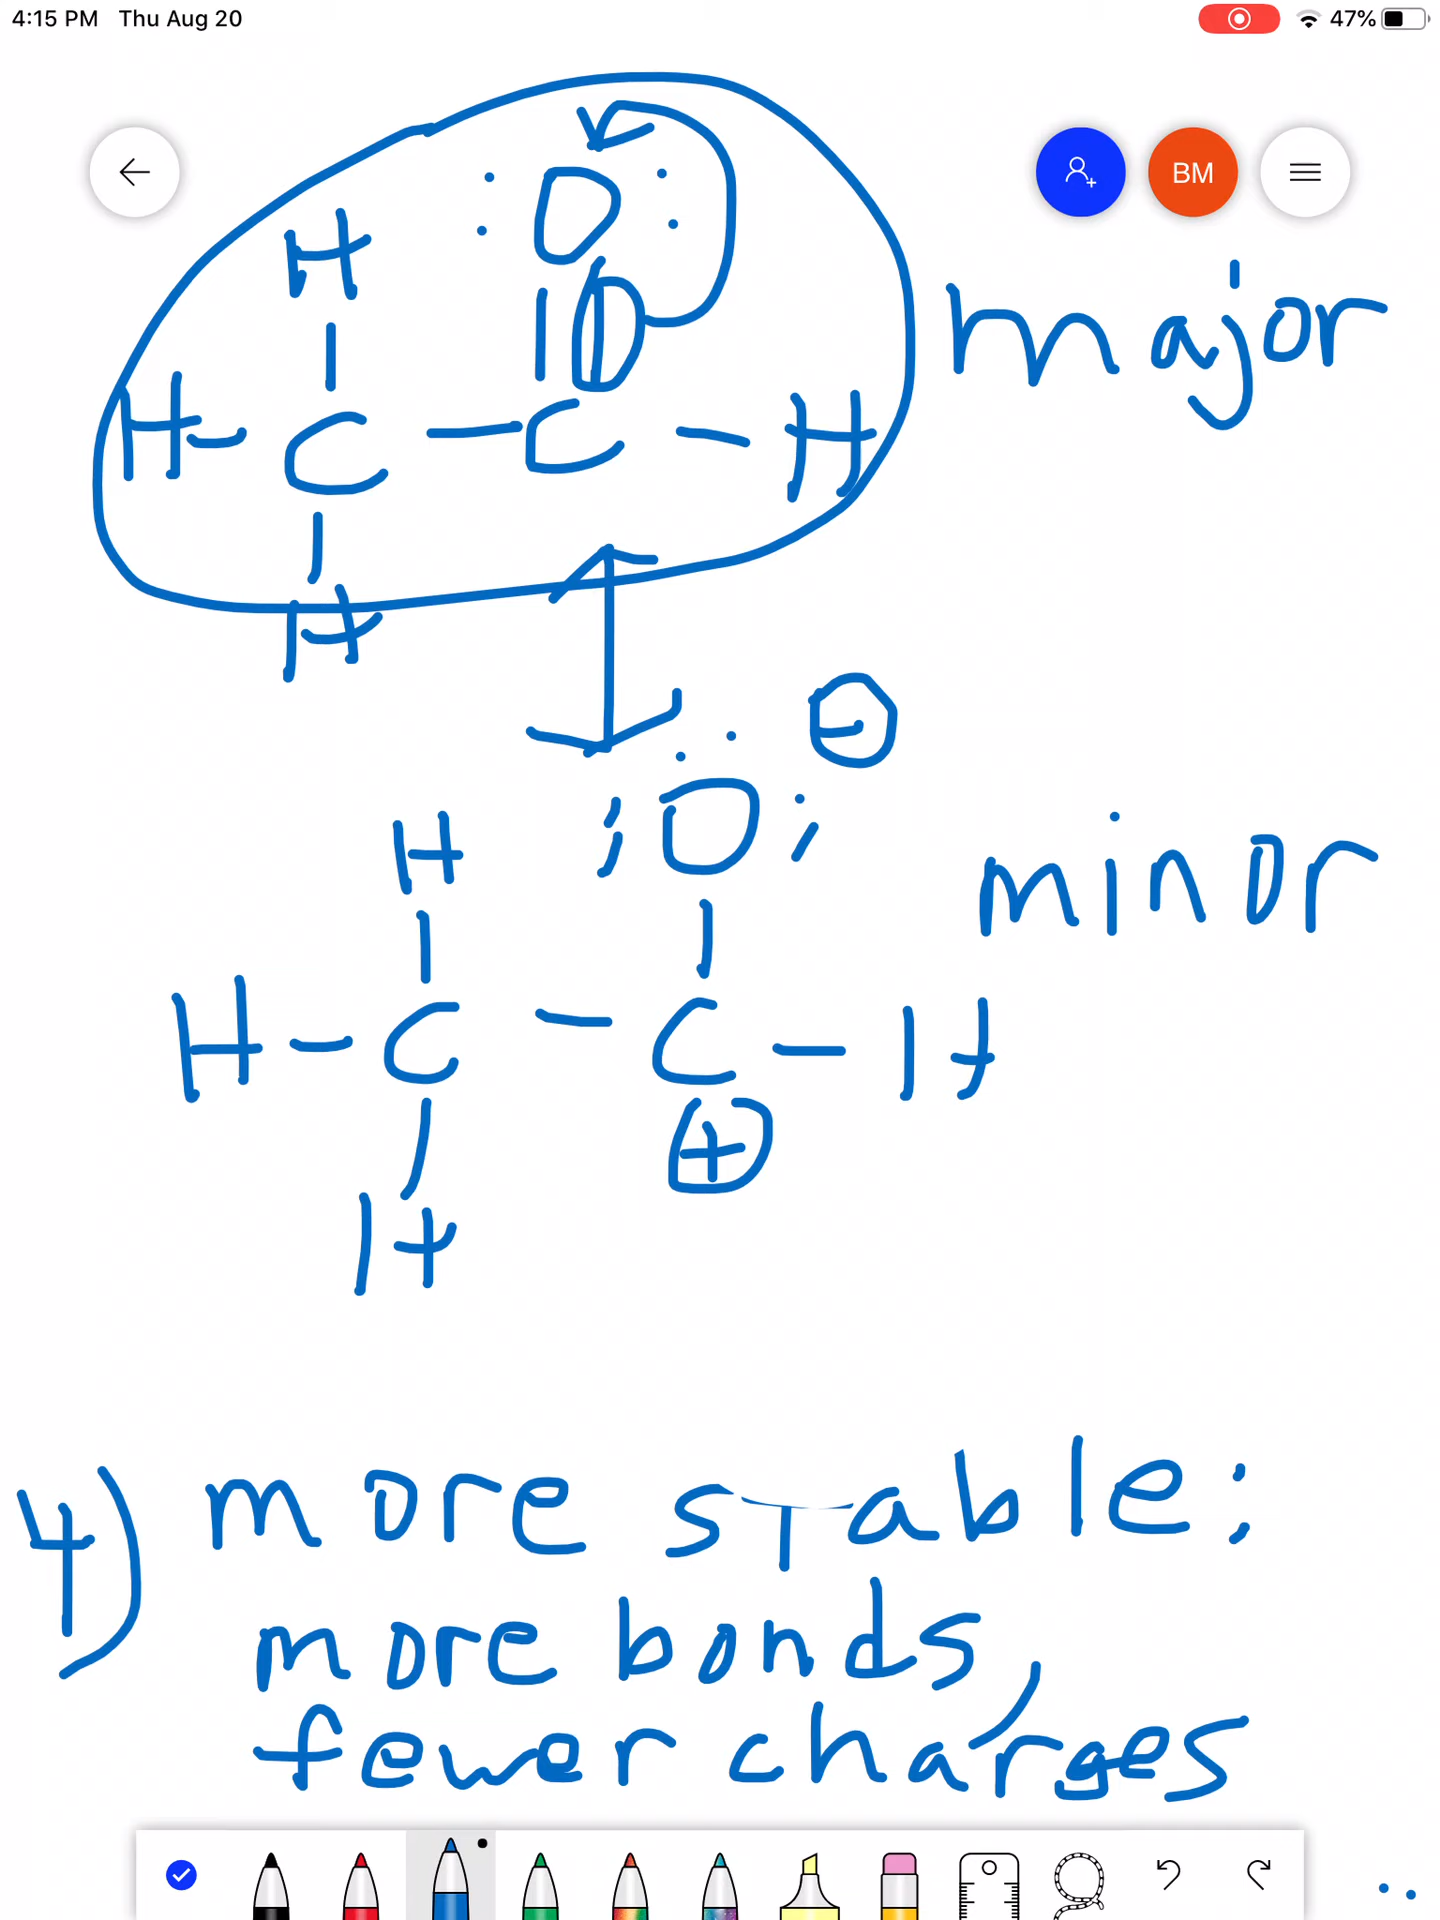 4:15 PM Thu Aug 20
47%
BM
H
:O:
major
H-C-C-H
H
⊖
H
:O:
minor
H-C-C-H
⊕
H
4) more stable:
more bonds,
fewer charges